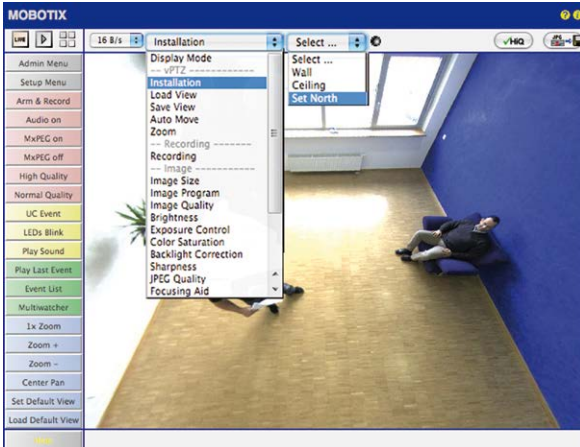 MOBOTIX
LIVE
16 B/s
Installation
Select ...
HiQ
Admin Menu
Setup Menu
Arm & Record
Audio on
MxPEG on
MxPEG off
High Quality
Normal Quality
UC Event
LEDs Blink
Play Sound
Play Last Event
Event List
Multiwatcher
1x Zoom
Zoom +
Zoom –
Center Pan
Set Default View
Load Default View
Display Mode
-- vPTZ -------------
Installation
Load View
Save View
Auto Move
Zoom
-- Recording -------
Recording
-- Image -----------
Image Size
Image Program
Image Quality
Brightness
Exposure Control
Color Saturation
Backlight Correction
Sharpness
JPEG Quality
Focusing Aid
Select ...
Wall
Ceiling
Set North